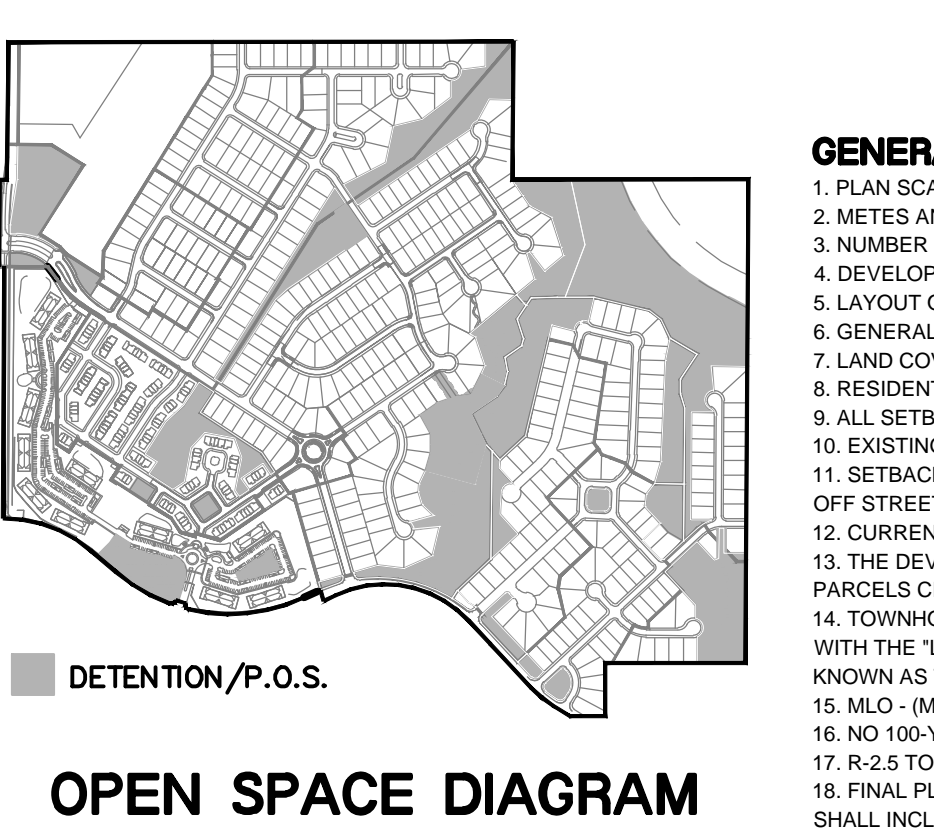 DETENTION/P.O.S.
OPEN SPACE DIAGRAM
GENERA
1. PLAN SCA
2. METES AN
3. NUMBER
4. DEVELOP
5. LAYOUT O
6. GENERAL
7. LAND COV
8. RESIDENT
9. ALL SETB
10. EXISTING
11. SETBACK
OFF STREET
12. CURREN
13. THE DEV
PARCELS C
14. TOWNHO
WITH THE "L
KNOWN AS
15. MLO - (M
16. NO 100-Y
17. R-2.5 TO
18. FINAL PL
SHALL INCL